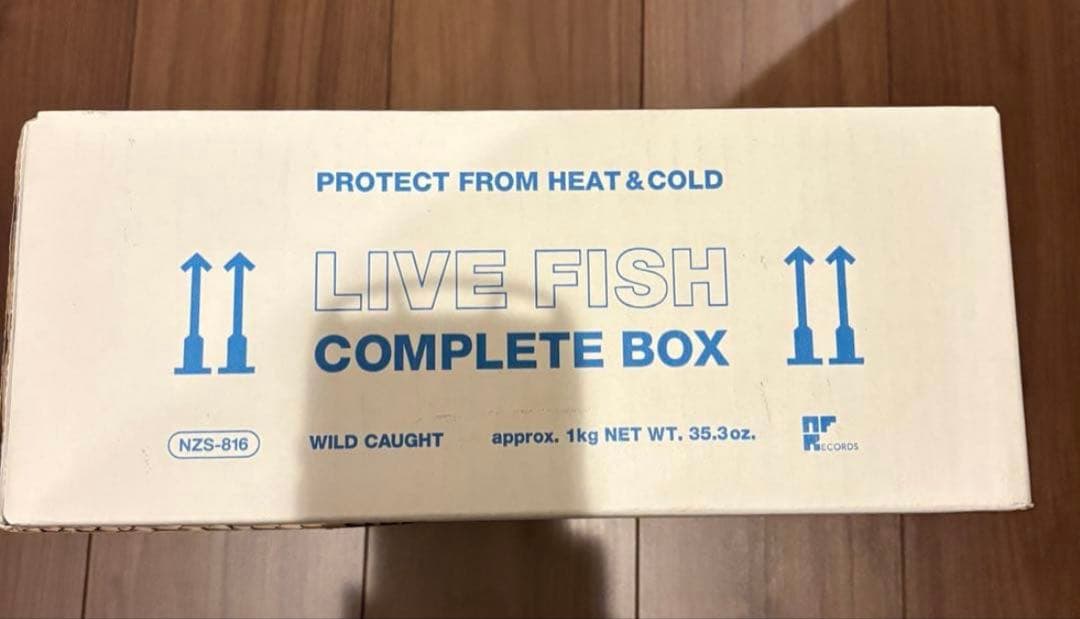 PROTECT FROM HEAT & COLD
LIVE FISH
COMPLETE BOX
NZS-816
WILD CAUGHT
approx. 1kg NET WT. 35.3oz.
NF
RECORDS